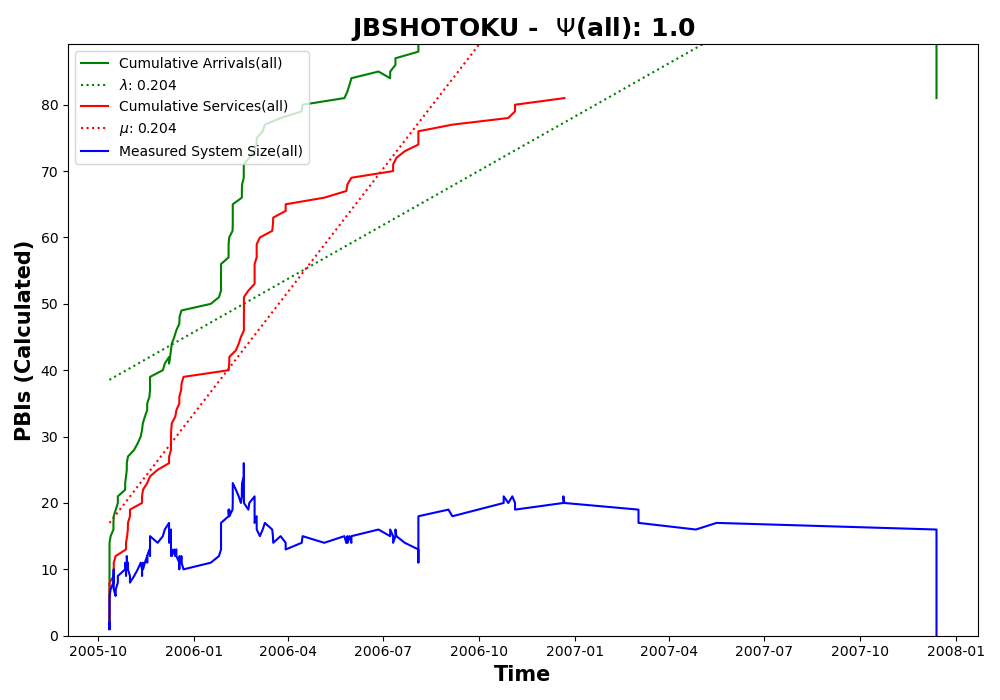 JBSHOTOKU -  Ψ(all): 1.0
Cumulative Arrivals(all)
λ: 0.204
Cumulative Services(all)
μ: 0.204
Measured System Size(all)
PBIs (Calculated)
80
70
60
50
40
30
20
10
0
2005-10 2006-01 2006-04 2006-07 2006-10 2007-01 2007-04 2007-07 2007-10 2008-01
Time